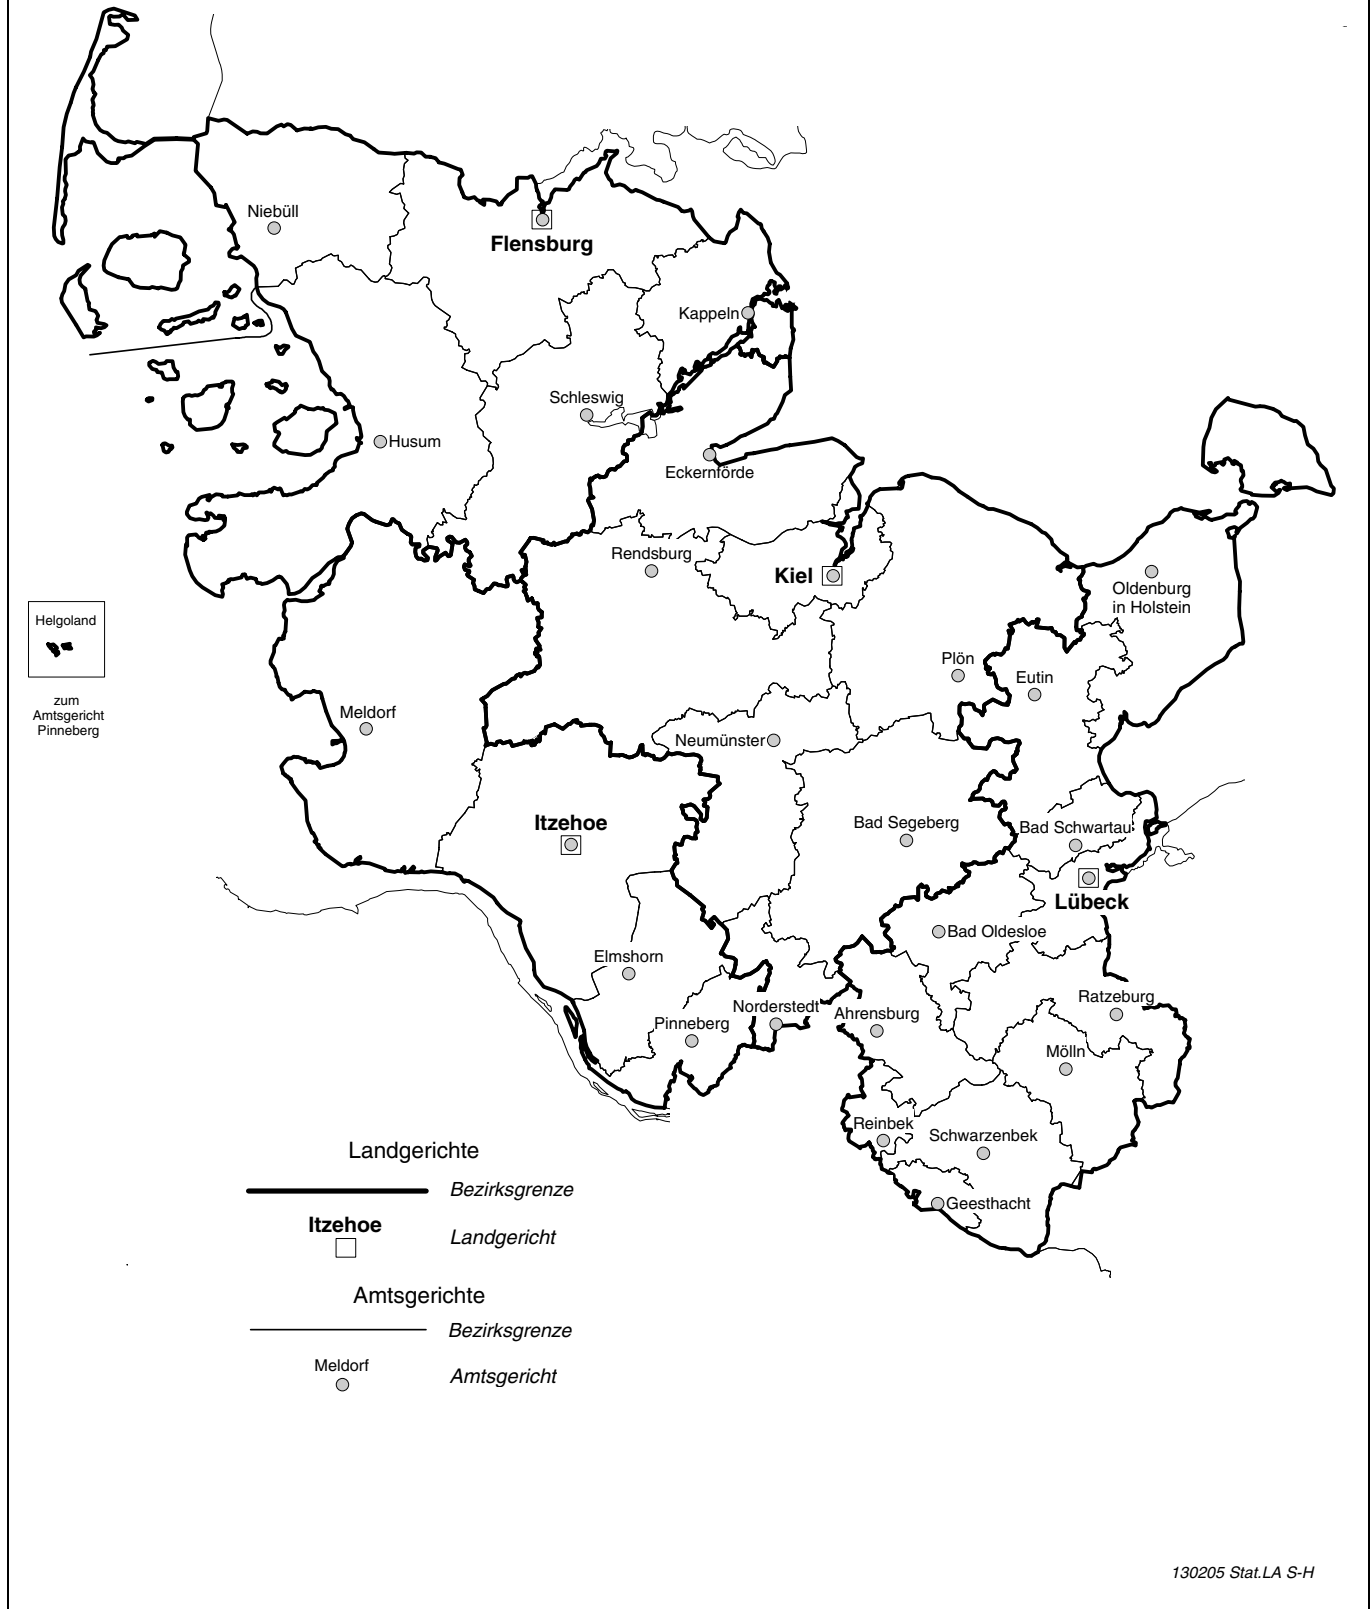 Niebüll
Flensburg
Kappeln
Schleswig
Husum
Eckernförde
Rendsburg
Kiel
Oldenburg
in Holstein
Helgoland
zum
Amtsgericht
Pinneberg
Plön
Eutin
Meldorf
Neumünster
Itzehoe
Bad Segeberg
Bad Schwartau
Lübeck
Bad Oldesloe
Elmshorn
Ratzeburg
Norderstedt
Ahrensburg
Pinneberg
Mölln
Reinbek
Schwarzenbek
Geesthacht
Landgerichte
Bezirksgrenze
Itzehoe
Landgericht
Amtsgerichte
Bezirksgrenze
Meldorf
Amtsgericht
130205 Stat.LA S-H